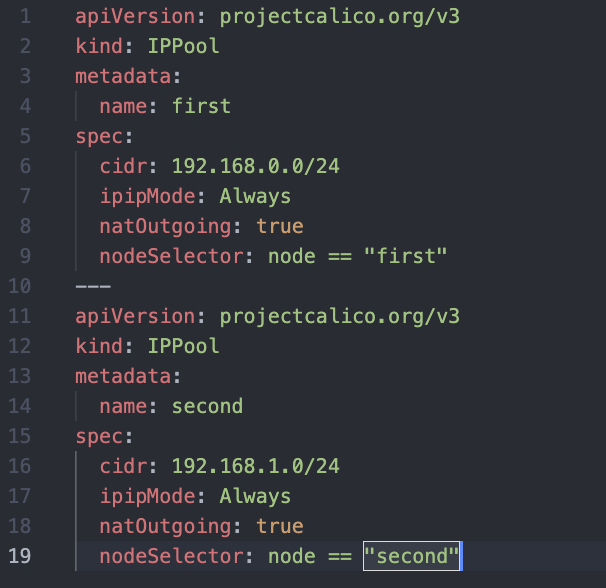 1 apiVersion: projectcalico.org/v3
2 kind: IPPool
3 metadata:
4   name: first
5 spec:
6   cidr: 192.168.0.0/24
7   ipipMode: Always
8   natOutgoing: true
9   nodeSelector: node == "first"
10 ---
11 apiVersion: projectcalico.org/v3
12 kind: IPPool
13 metadata:
14   name: second
15 spec:
16   cidr: 192.168.1.0/24
17   ipipMode: Always
18   natOutgoing: true
19   nodeSelector: node == "second"